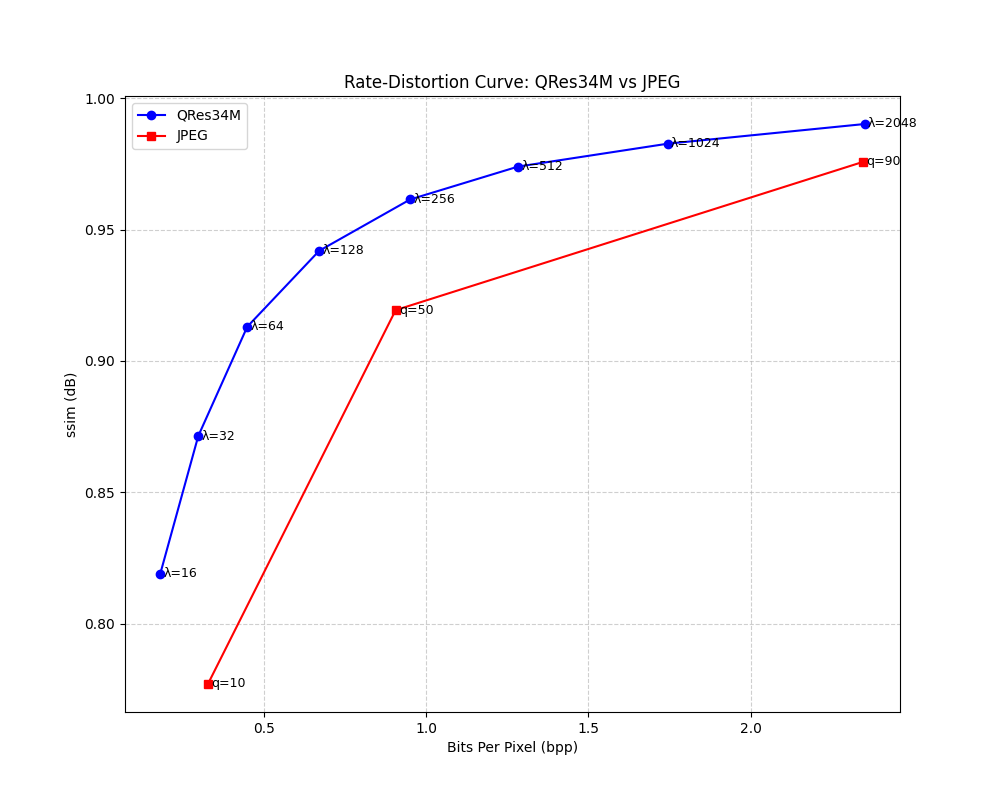 Rate-Distortion Curve: QRes34M vs JPEG
1.00
0.95
0.90
0.85
0.80
ssim (dB)
QRes34M
JPEG
λ=2048
λ=1024
λ=512
λ=256
λ=128
λ=64
λ=32
λ=16
q=90
q=50
q=10
0.5
1.0
1.5
2.0
Bits Per Pixel (bpp)